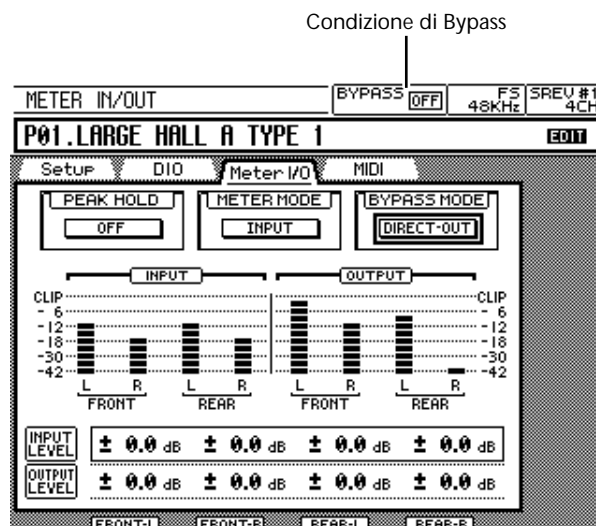 Condizione di Bypass
METER IN/OUT BYPASS OFF FS 48KHz SREV #1 4CH
P01.LARGE HALL A TYPE 1 EDIT
Setup DIO Meter I/O MIDI
PEAK HOLD METER MODE BYPASS MODE
OFF INPUT DIRECT-OUT
INPUT OUTPUT
CLIP CLIP
- 6 - 6
-12 -12
-18 -18
-30 -30
-42 -42
L R L R L R L R
FRONT REAR FRONT REAR
INPUT LEVEL ± 0.0 dB ± 0.0 dB ± 0.0 dB ± 0.0 dB
OUTPUT LEVEL ± 0.0 dB ± 0.0 dB ± 0.0 dB ± 0.0 dB
FRONT-L FRONT-R REAR-L REAR-R